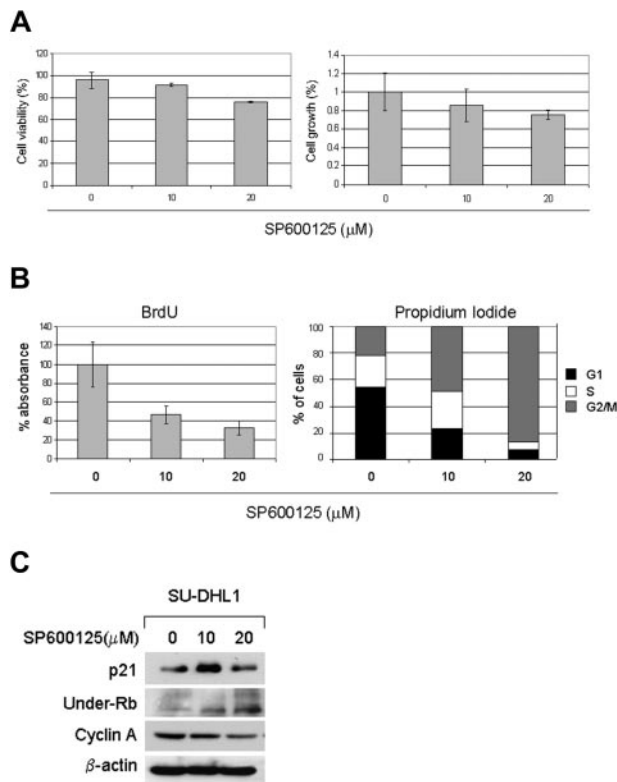 A
Cell viability (%)
120
100
80
60
40
20
0
0 10 20
Cell growth (%)
1.4
1.2
1
0.8
0.6
0.4
0.2
0
0 10 20
SP600125 (μM)
B
BrdU
% absorbance
140
120
100
80
60
40
20
0
0 10 20
Propidium Iodide
% of cells
100
80
60
40
20
0
0 10 20
G1
S
G2/M
SP600125 (μM)
C
SU-DHL1
SP600125(μM) 0 10 20
p21
Under-Rb
Cyclin A
β-actin